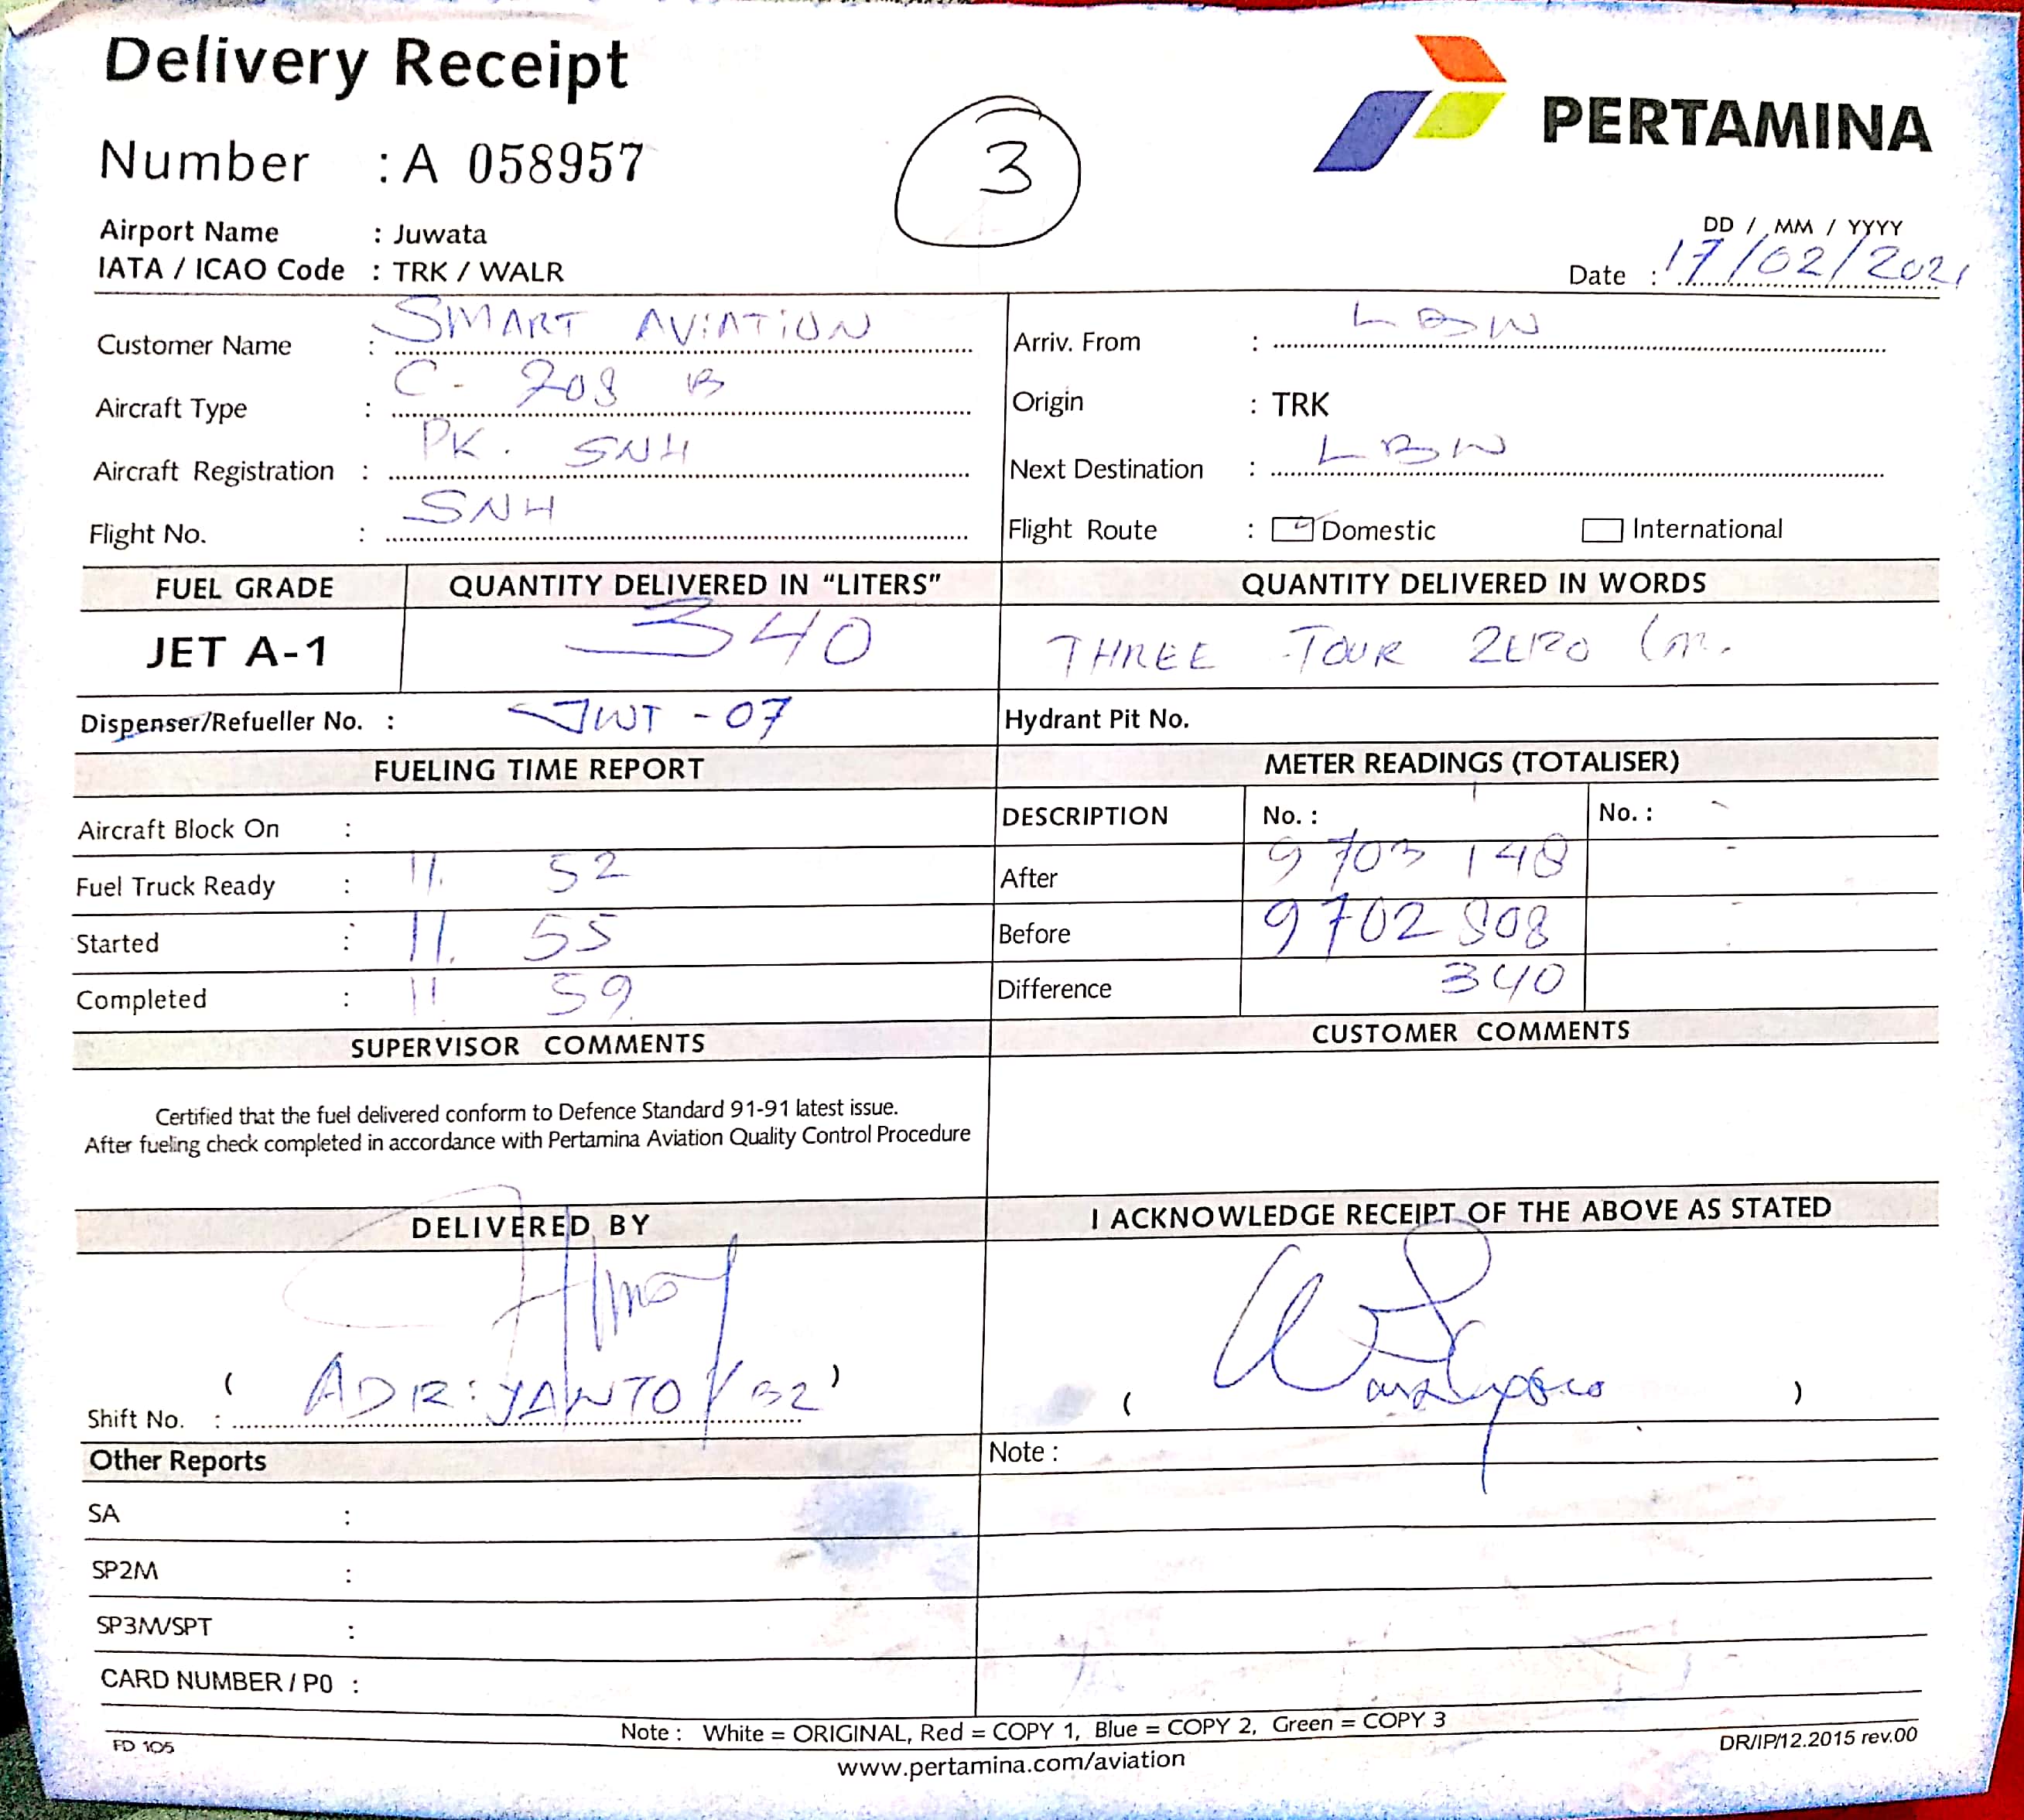 Delivery Receipt
PERTAMINA
Number : A 058957
3
Airport Name : Juwata
IATA / ICAO Code : TRK / WALR
DD / MM / YYYY
Date : 17/02/2021
Customer Name : SMART AVIATION
Arriv. From : LBW
Aircraft Type : C - 208 B
Origin : TRK
Aircraft Registration : PK. SNH
Next Destination : LBW
Flight No. : SNH
Flight Route : Domestic International
FUEL GRADE QUANTITY DELIVERED IN “LITERS” QUANTITY DELIVERED IN WORDS
JET A-1 340 THREE FOUR ZERO
Dispenser/Refueller No. : JWT - 07 Hydrant Pit No.
FUELING TIME REPORT METER READINGS (TOTALISER)
Aircraft Block On : DESCRIPTION No. : No. : -
Fuel Truck Ready : 11. 52 After 9703 148 -
Started : 11. 55 Before 9702 808 -
Completed : 11 59 Difference 340
SUPERVISOR COMMENTS CUSTOMER COMMENTS
Certified that the fuel delivered conform to Defence Standard 91-91 latest issue.
After fueling check completed in accordance with Pertamina Aviation Quality Control Procedure
DELIVERED BY I ACKNOWLEDGE RECEIPT OF THE ABOVE AS STATED
( ADRiYANTO / 32 ) ( )
Shift No. :
Other Reports Note :
SA :
SP2M :
SP3M/SPT :
CARD NUMBER / PO :
Note : White = ORIGINAL, Red = COPY 1, Blue = COPY 2, Green = COPY 3
FD 105 DR/IP/12.2015 rev.00
www.pertamina.com/aviation